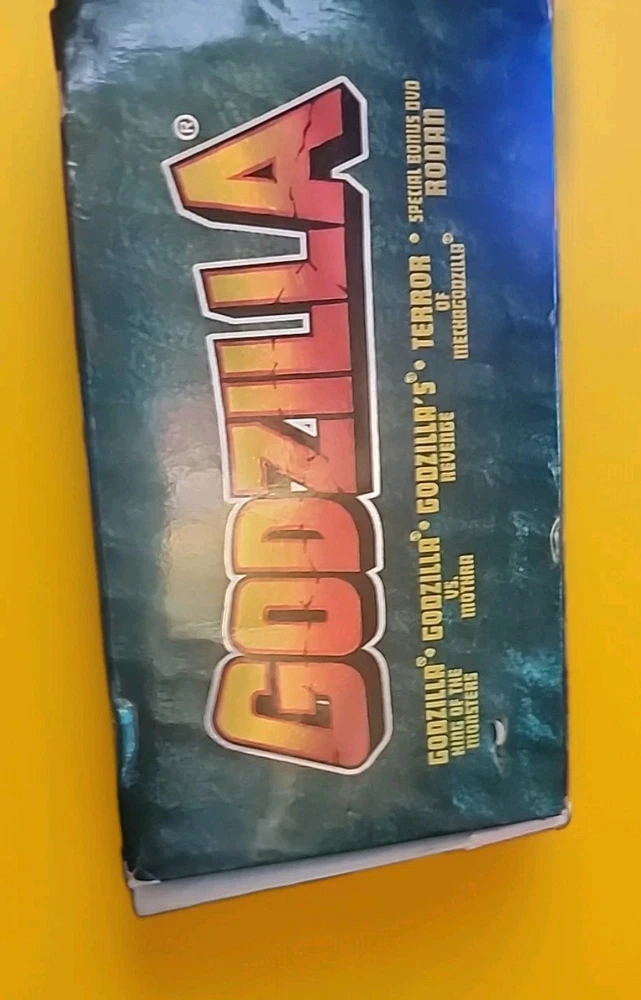 GODZILLA®
GODZILLA®
KING OF THE
MONSTERS
• GODZILLA®
VS.
MOTHRA
• GODZILLA'S®
REVENGE
• TERROR
OF
MECHAGODZILLA®
• SPECIAL BONUS DVD
RODAN